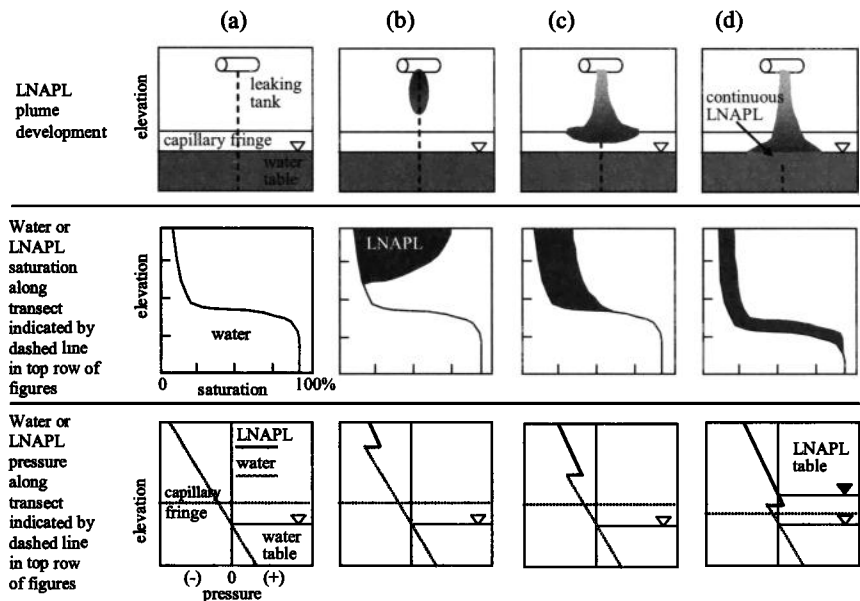 (a)
(b)
(c)
(d)
LNAPL
plume
development
elevation
leaking
tank
capillary fringe
water
table
continuous
LNAPL
Water or
LNAPL
saturation
along
transect
indicated by
dashed line
in top row of
figures
elevation
water
0
100%
saturation
LNAPL
Water or
LNAPL
pressure
along
transect
indicated by
dashed line
in top row
of figures
elevation
LNAPL
water
capillary
fringe
water
table
(-) 0 (+)
pressure
LNAPL
table